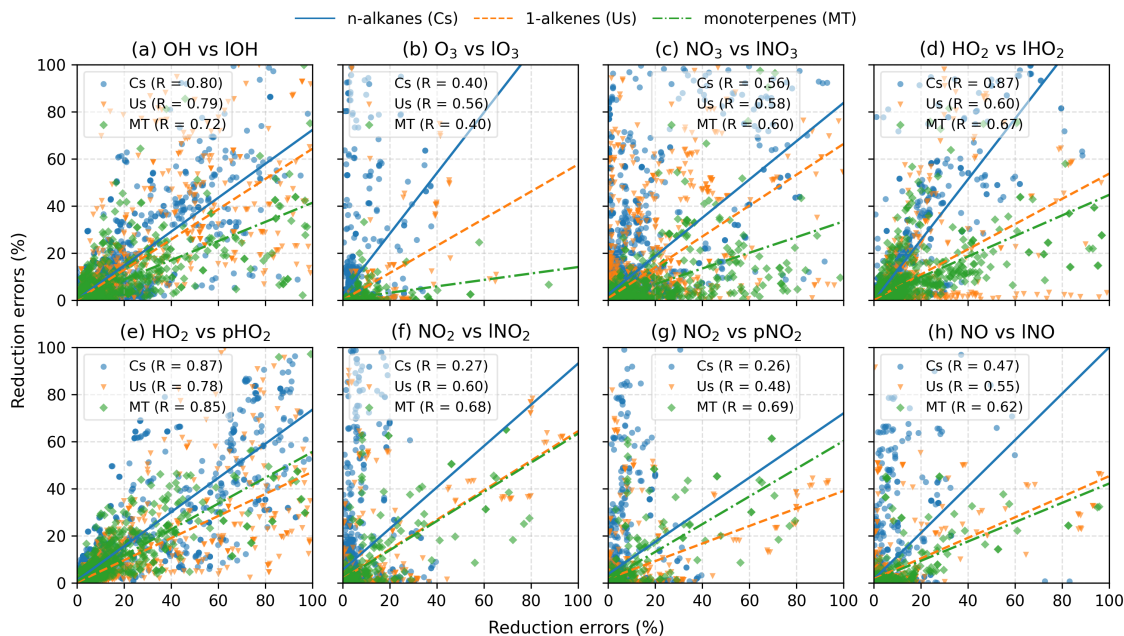 n-alkanes (Cs) 1-alkenes (Us) monoterpenes (MT)
(a) OH vs lOH
(b) O₃ vs lO₃
(c) NO₃ vs lNO₃
(d) HO₂ vs lHO₂
100
80
60
40
20
0
Cs (R = 0.80)
Us (R = 0.79)
MT (R = 0.72)
Cs (R = 0.40)
Us (R = 0.56)
MT (R = 0.40)
Cs (R = 0.56)
Us (R = 0.58)
MT (R = 0.60)
Cs (R = 0.87)
Us (R = 0.60)
MT (R = 0.67)
Reduction errors (%)
(e) HO₂ vs pHO₂
(f) NO₂ vs lNO₂
(g) NO₂ vs pNO₂
(h) NO vs lNO
100
80
60
40
20
0
Cs (R = 0.87)
Us (R = 0.78)
MT (R = 0.85)
Cs (R = 0.27)
Us (R = 0.60)
MT (R = 0.68)
Cs (R = 0.26)
Us (R = 0.48)
MT (R = 0.69)
Cs (R = 0.47)
Us (R = 0.55)
MT (R = 0.62)
0 20 40 60 80 100
0 20 40 60 80 100
0 20 40 60 80 100
0 20 40 60 80 100
Reduction errors (%)